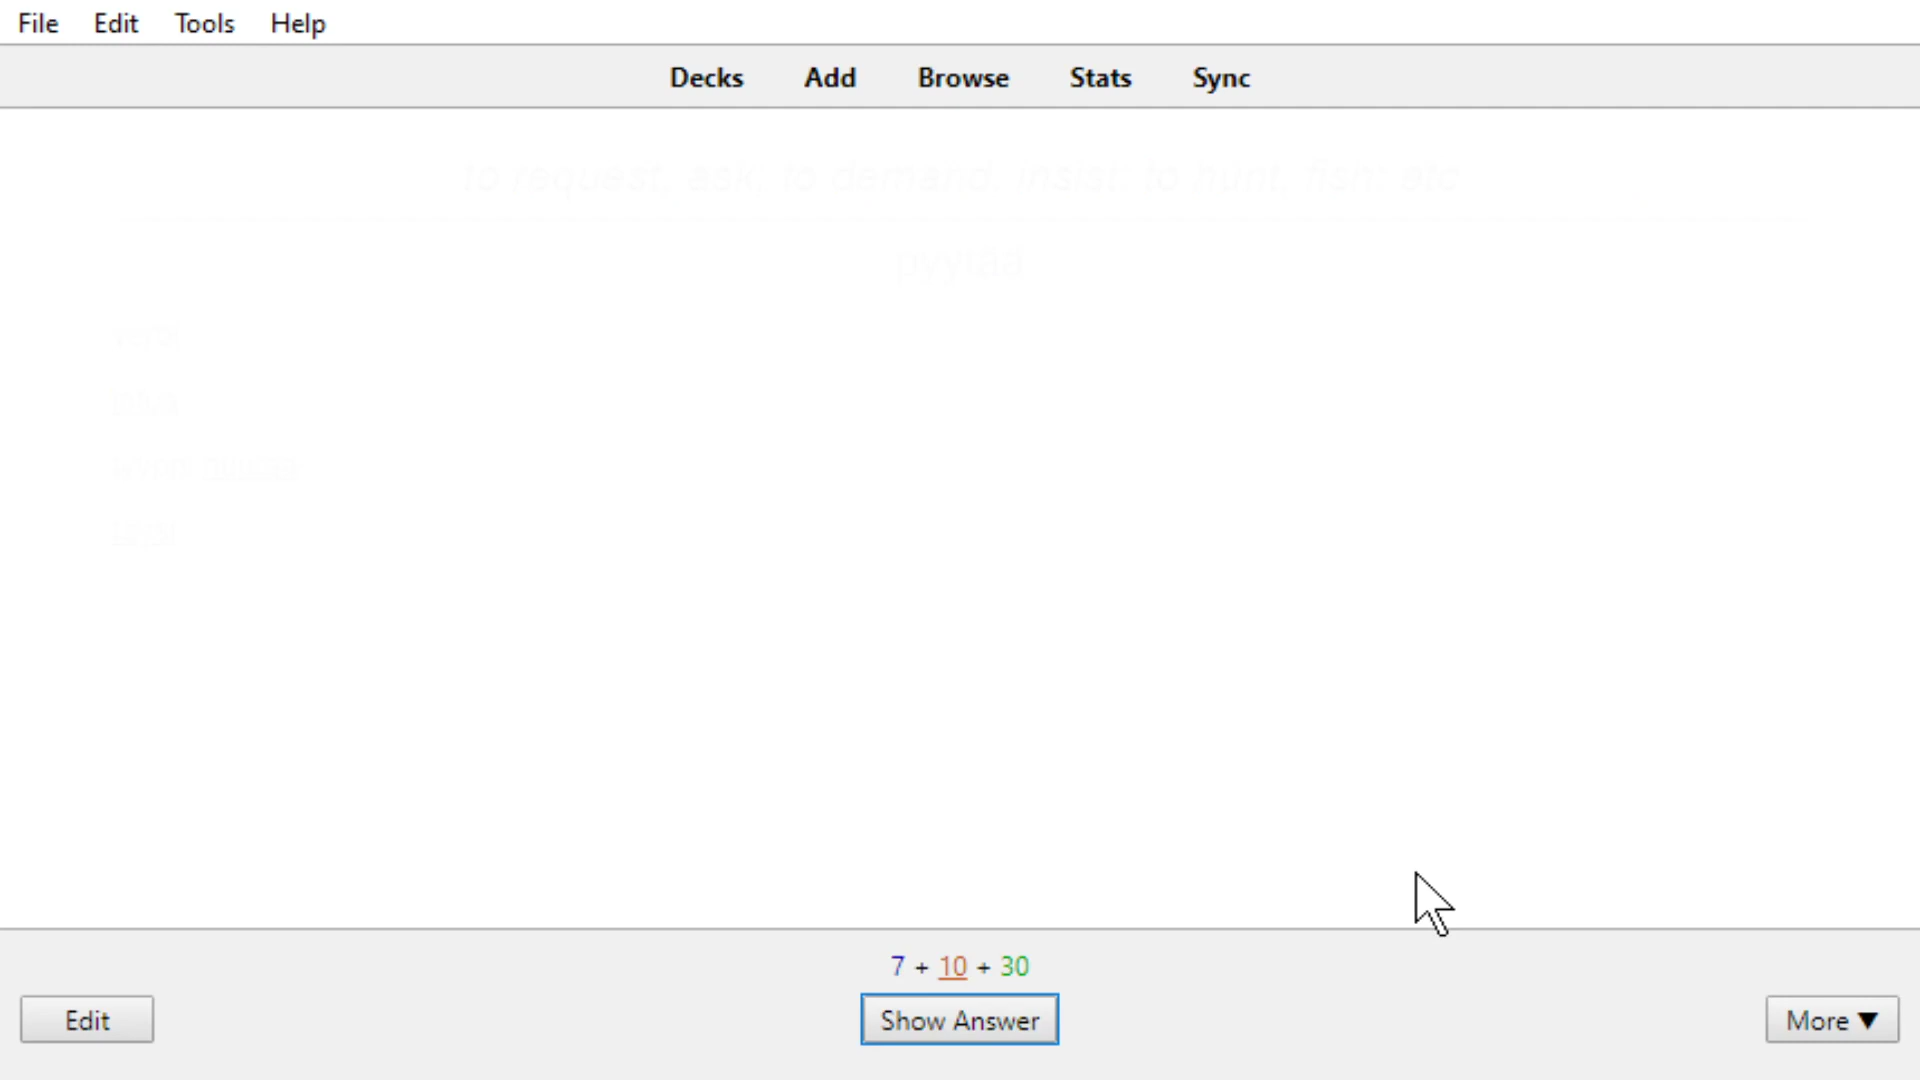 File Edit Tools Help
Decks Add Browse Stats Sync
to request, ask, to demand, insist, to hunt, fish; etc
pyytää
7 + 10 + 30
Edit Show Answer More ▼